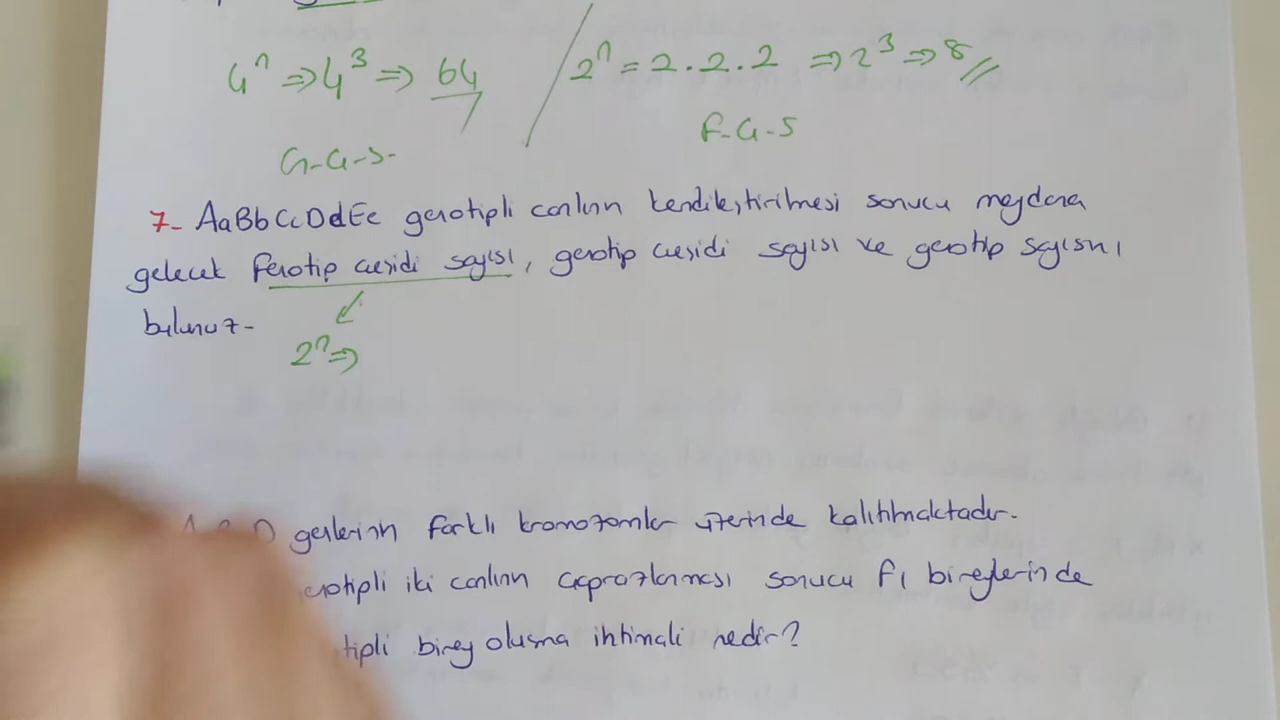 4ⁿ ⇒ 4³ ⇒ 64 / 2ⁿ = 2.2.2 ⇒ 2³ ⇒ 8 //
G-G-S- F-G-S
7- AaBbCcDdEe genotipli canlının kendileştirilmesi sonucu meydana
gelecek fenotip çeşidi sayısı, genotip çeşidi sayısı ve genotip sayısını
bulunuz-
2ⁿ ⇒
D genlerinin farklı kromozomlar üzerinde kalıtılmaktadır.
iki canlının çaprazlanması sonucu F1 bireylerinde
tipli birey oluşma ihtimali nedir?